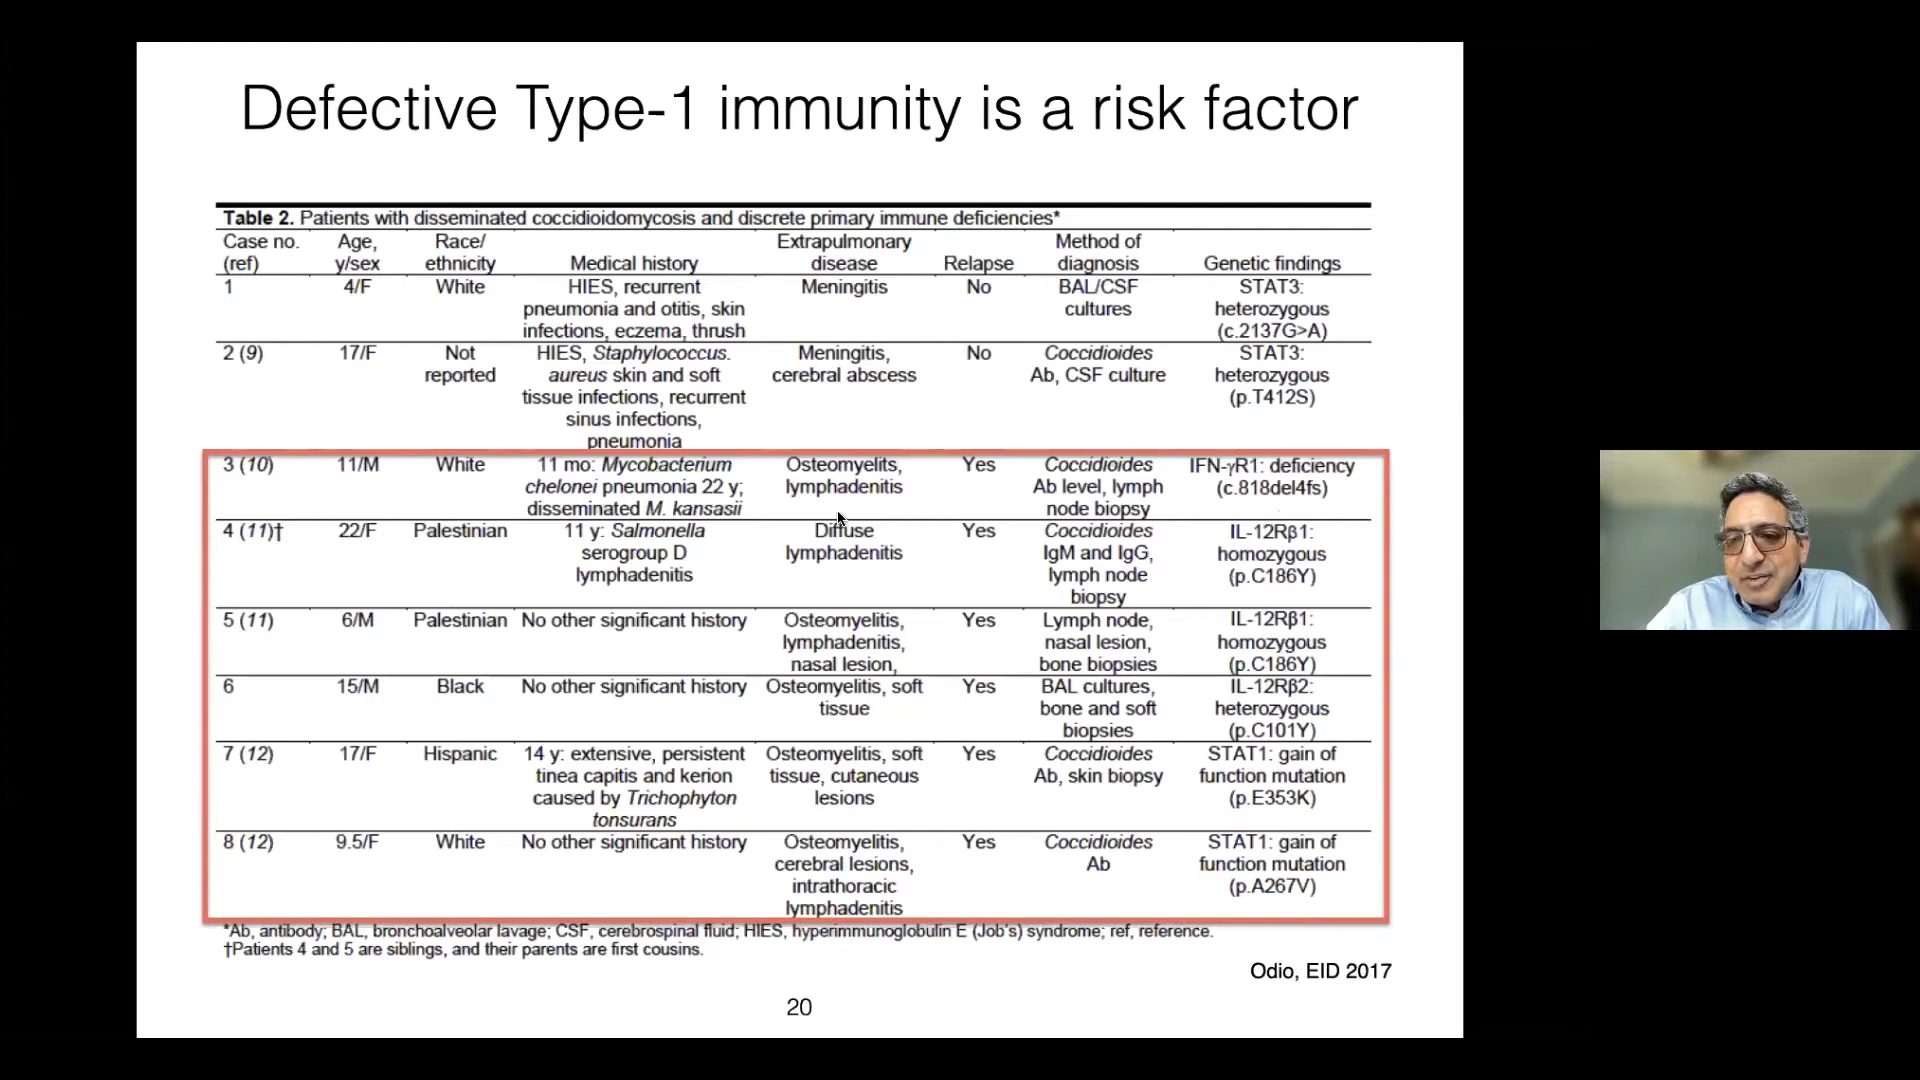 Defective Type-1 immunity is a risk factor
Table 2. Patients with disseminated coccidioidomycosis and discrete primary immune deficiencies*
Case no. Age, Race/ Extrapulmonary Method of
(ref) y/sex ethnicity Medical history disease Relapse diagnosis Genetic findings
1 4/F White HIES, recurrent Meningitis No BAL/CSF STAT3:
pneumonia and otitis, skin cultures heterozygous
infections, eczema, thrush (c.2137G>A)
2 (9) 17/F Not HIES, Staphylococcus. Meningitis, No Coccidioides STAT3:
reported aureus skin and soft cerebral abscess Ab, CSF culture heterozygous
tissue infections, recurrent (p.T412S)
sinus infections,
pneumonia
3 (10) 11/M White 11 mo: Mycobacterium Osteomyelits, Yes Coccidioides IFN-γR1: deficiency
chelonei pneumonia 22 y; lymphadenitis Ab level, lymph (c.818del4fs)
disseminated M. kansasii node biopsy
4 (11)† 22/F Palestinian 11 y: Salmonella Diffuse Yes Coccidioides IL-12Rβ1:
serogroup D lymphadenitis IgM and IgG, homozygous
lymphadenitis lymph node (p.C186Y)
biopsy
5 (11) 6/M Palestinian No other significant history Osteomyelitis, Yes Lymph node, IL-12Rβ1:
lymphadenitis, nasal lesion, homozygous
nasal lesion, bone biopsies (p.C186Y)
6 15/M Black No other significant history Osteomyelitis, soft Yes BAL cultures, IL-12Rβ2:
tissue bone and soft heterozygous
biopsies (p.C101Y)
7 (12) 17/F Hispanic 14 y: extensive, persistent Osteomyelitis, soft Yes Coccidioides STAT1: gain of
tinea capitis and kerion tissue, cutaneous Ab, skin biopsy function mutation
caused by Trichophyton lesions (p.E353K)
tonsurans
8 (12) 9.5/F White No other significant history Osteomyelitis, Yes Coccidioides STAT1: gain of
cerebral lesions, Ab function mutation
intrathoracic (p.A267V)
lymphadenitis
*Ab, antibody; BAL, bronchoalveolar lavage; CSF, cerebrospinal fluid; HIES, hyperimmunoglobulin E (Job's) syndrome; ref, reference.
†Patients 4 and 5 are siblings, and their parents are first cousins.
Odio, EID 2017
20